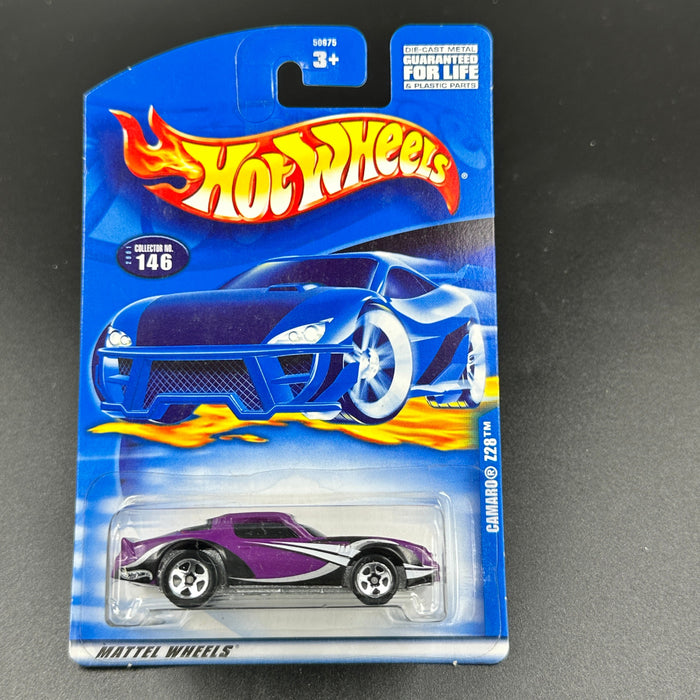 50675
3+
DIE-CAST METAL
GUARANTEED
FOR LIFE
& PLASTIC PARTS
HOT WHEELS®
2001
COLLECTOR NO.
146
CAMARO® Z28™
MATTEL WHEELS